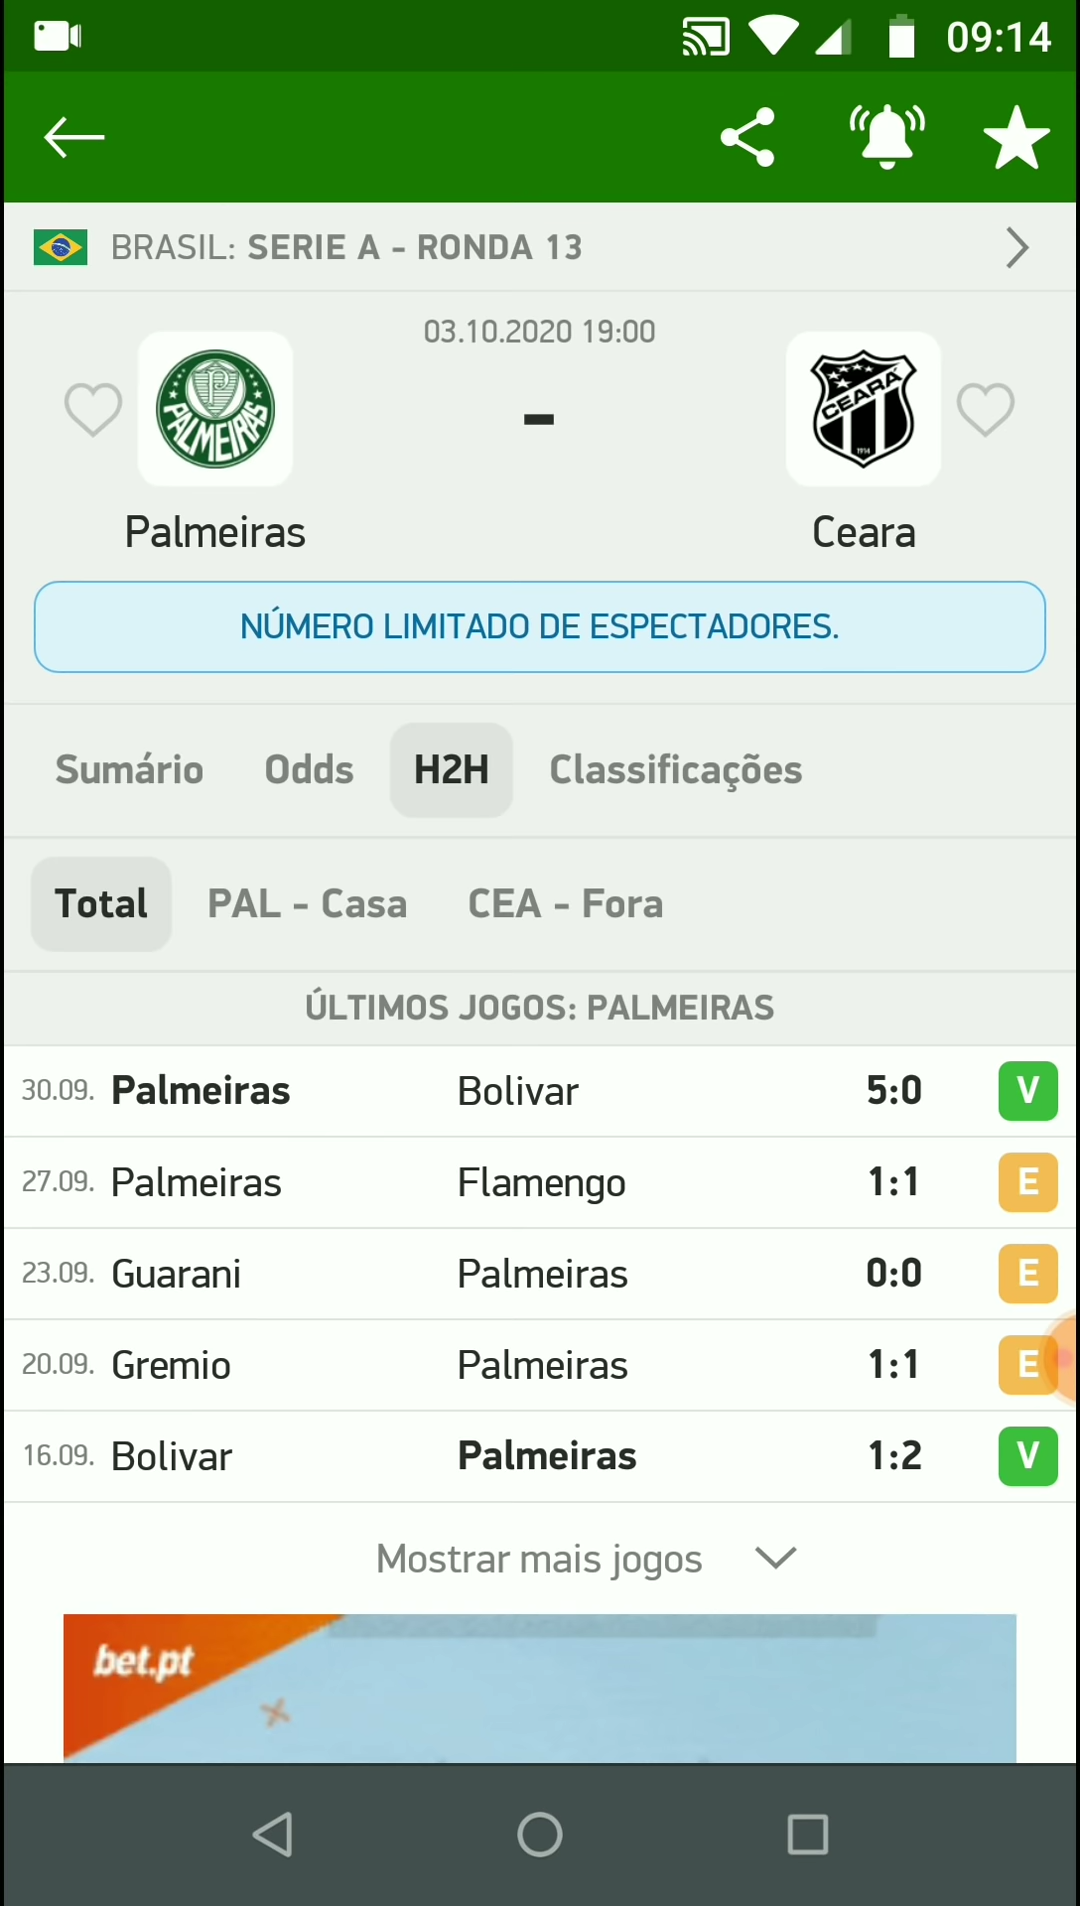 09:14
BRASIL: SERIE A - RONDA 13
03.10.2020 19:00
PALMEIRAS
CEARA
1914
-
Palmeiras
Ceara
NÚMERO LIMITADO DE ESPECTADORES.
Sumário Odds H2H Classificações
Total PAL - Casa CEA - Fora
ÚLTIMOS JOGOS: PALMEIRAS
30.09. Palmeiras Bolivar 5:0 V
27.09. Palmeiras Flamengo 1:1 E
23.09. Guarani Palmeiras 0:0 E
20.09. Gremio Palmeiras 1:1 E
16.09. Bolivar Palmeiras 1:2 V
Mostrar mais jogos
bet.pt